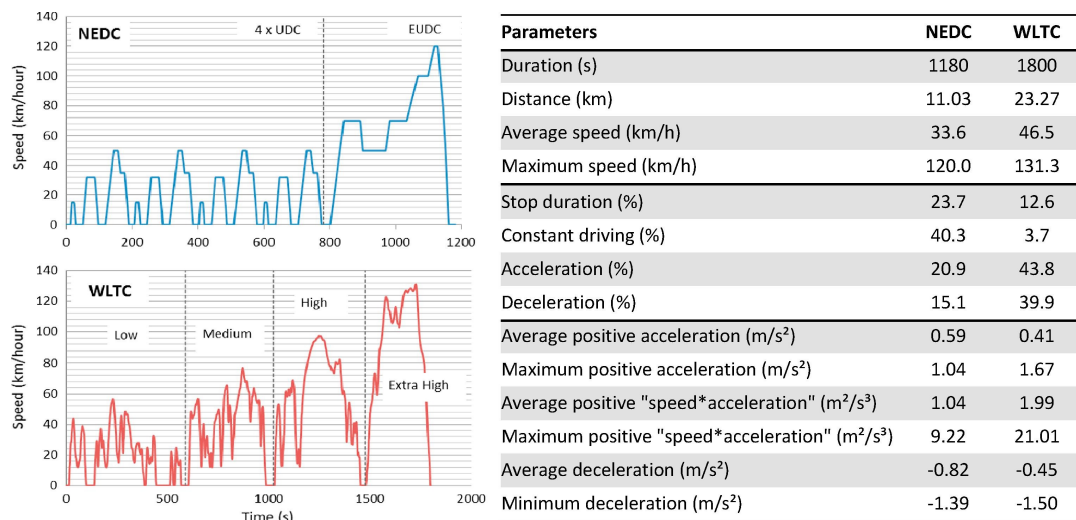 NEDC
4 x UDC
EUDC
Speed (km/hour)
140
120
100
80
60
40
20
0
0 200 400 600 800 1000 1200
WLTC
Low
Medium
High
Extra High
Speed (km/hour)
140
120
100
80
60
40
20
0
0 500 1000 1500 2000
Time (s)
Parameters NEDC WLTC
Duration (s) 1180 1800
Distance (km) 11.03 23.27
Average speed (km/h) 33.6 46.5
Maximum speed (km/h) 120.0 131.3
Stop duration (%) 23.7 12.6
Constant driving (%) 40.3 3.7
Acceleration (%) 20.9 43.8
Deceleration (%) 15.1 39.9
Average positive acceleration (m/s²) 0.59 0.41
Maximum positive acceleration (m/s²) 1.04 1.67
Average positive "speed*acceleration" (m²/s³) 1.04 1.99
Maximum positive "speed*acceleration" (m²/s³) 9.22 21.01
Average deceleration (m/s²) -0.82 -0.45
Minimum deceleration (m/s²) -1.39 -1.50